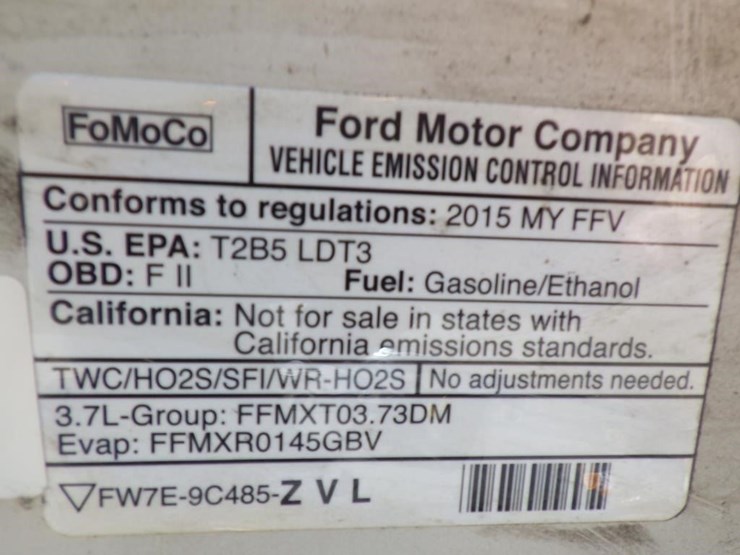 FoMoCo
Ford Motor Company
VEHICLE EMISSION CONTROL INFORMATION
Conforms to regulations: 2015 MY FFV
U.S. EPA: T2B5 LDT3
OBD: F II Fuel: Gasoline/Ethanol
California: Not for sale in states with
California emissions standards.
TWC/HO2S/SFI/WR-HO2S No adjustments needed.
3.7L-Group: FFMXT03.73DM
Evap: FFMXR0145GBV
▽FW7E-9C485-Z V L